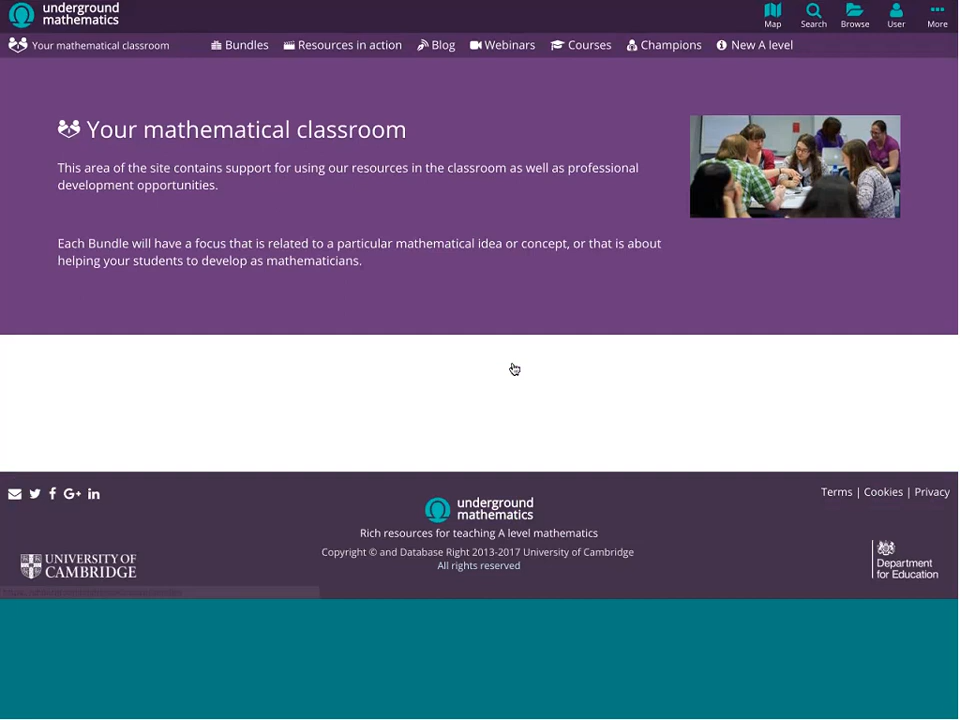 underground
mathematics
Map Search Browse User More
Your mathematical classroom Bundles Resources in action Blog Webinars Courses Champions New A level
Your mathematical classroom
This area of the site contains support for using our resources in the classroom as well as professional
development opportunities.
Each Bundle will have a focus that is related to a particular mathematical idea or concept, or that is about
helping your students to develop as mathematicians.
Terms | Cookies | Privacy
underground
mathematics
Rich resources for teaching A level mathematics
Copyright © and Database Right 2013-2017 University of Cambridge
All rights reserved
UNIVERSITY OF
CAMBRIDGE
Department
for Education